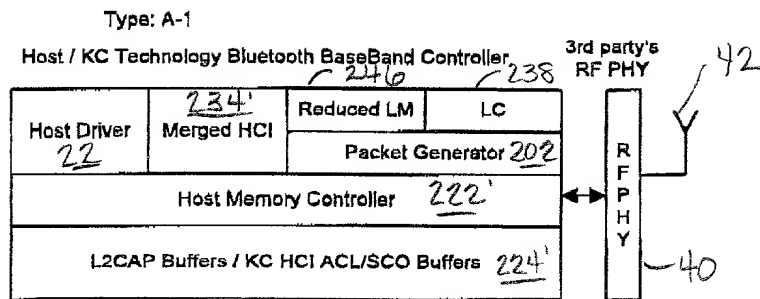 Type: A-1
Host / KC Technology Bluetooth BaseBand Controller
3rd party's
RF PHY
246
238
42
234'
Host Driver
22
Merged HCI
Reduced LM
LC
Packet Generator 202
Host Memory Controller 222'
L2CAP Buffers / KC HCI ACL/SCO Buffers 224'
R
F
P
H
Y
40